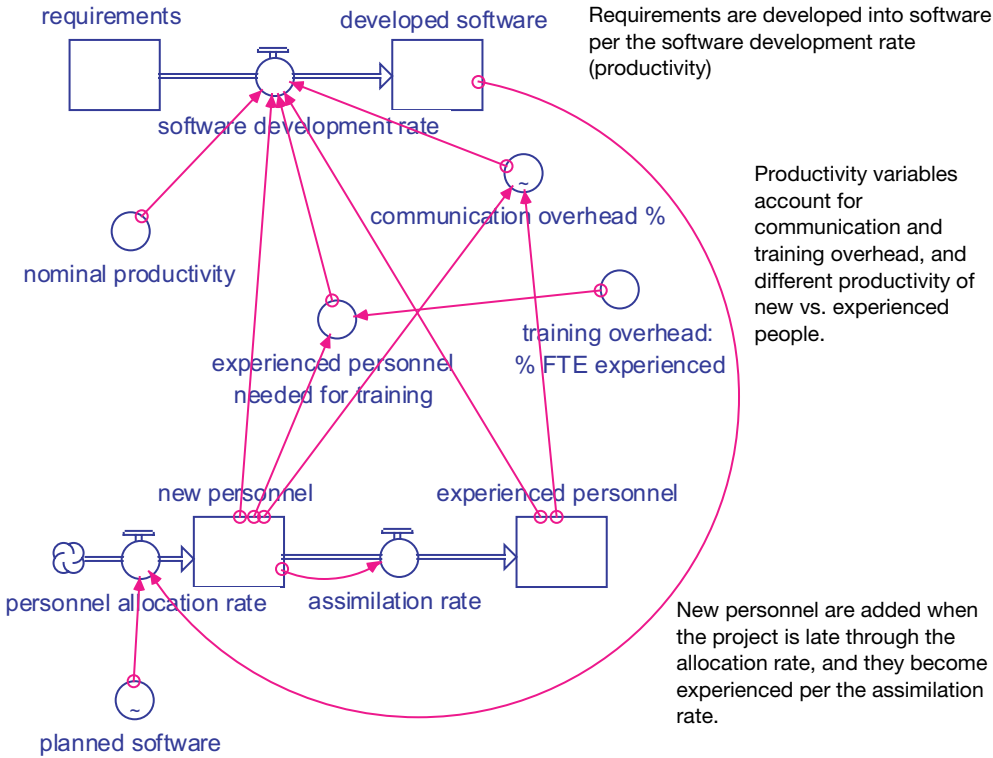 requirements
developed software
Requirements are developed into software
per the software development rate
(productivity)
software development rate
~
communication overhead %
Productivity variables
account for
communication and
training overhead, and
different productivity of
new vs. experienced
people.
nominal productivity
training overhead:
% FTE experienced
experienced personnel
needed for training
new personnel
experienced personnel
personnel allocation rate
assimilation rate
New personnel are added when
the project is late through the
allocation rate, and they become
experienced per the assimilation
rate.
~
planned software